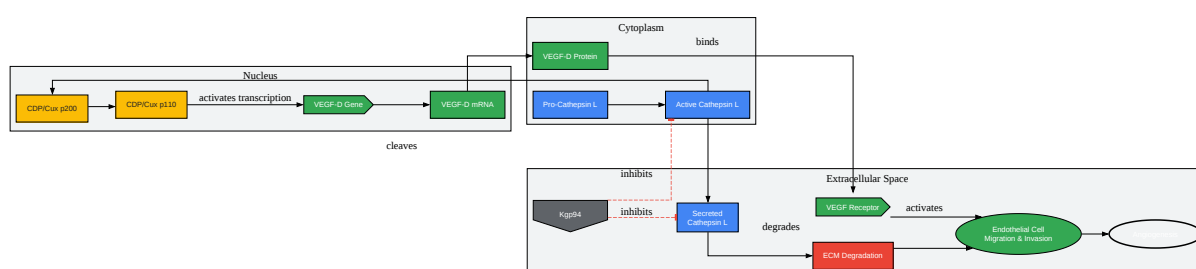 Cytoplasm
VEGF-D Protein
binds
Nucleus
CDP/Cux p200
CDP/Cux p110
activates transcription
VEGF-D Gene
VEGF-D mRNA
Pro-Cathepsin L
Active Cathepsin L
cleaves
Extracellular Space
inhibits
Kgp94
inhibits
Secreted
Cathepsin L
degrades
VEGF Receptor
activates
Endothelial Cell
Migration & Invasion
ECM Degradation